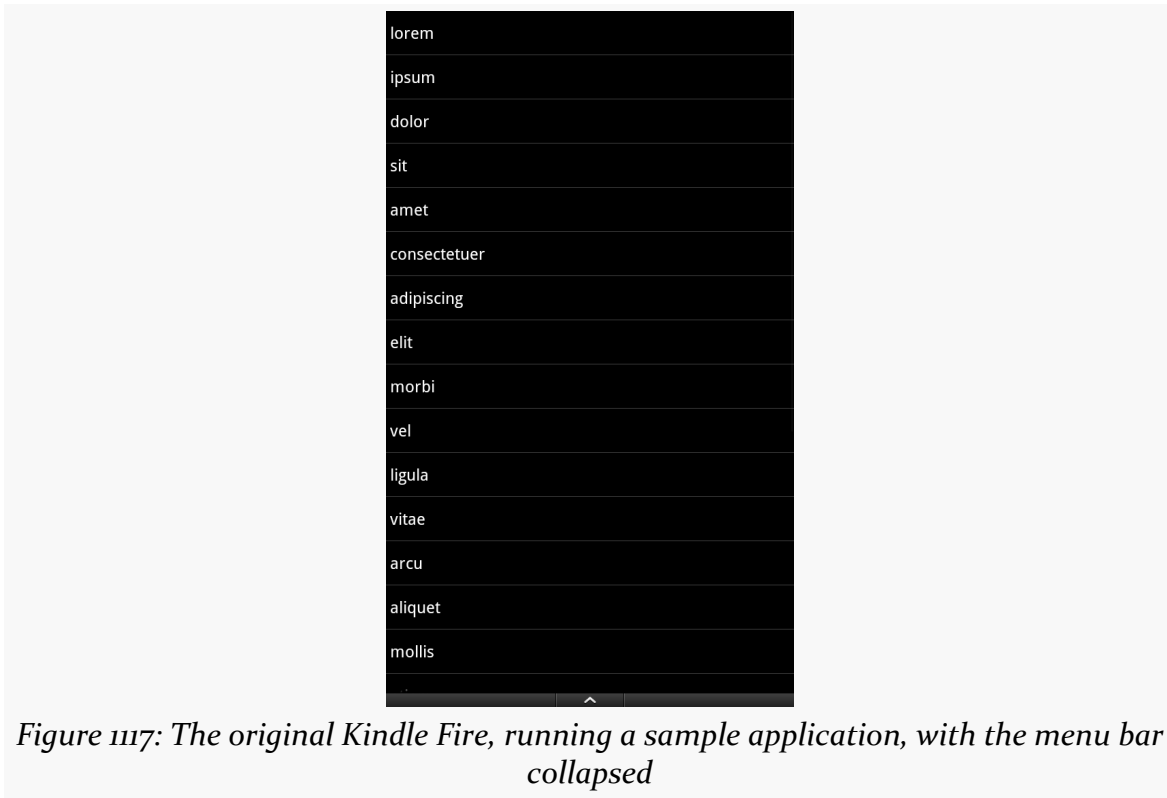 lorem
ipsum
dolor
sit
amet
consectetuer
adipiscing
elit
morbi
vel
ligula
vitae
arcu
aliquet
mollis
Figure 1117: The original Kindle Fire, running a sample application, with the menu bar
collapsed